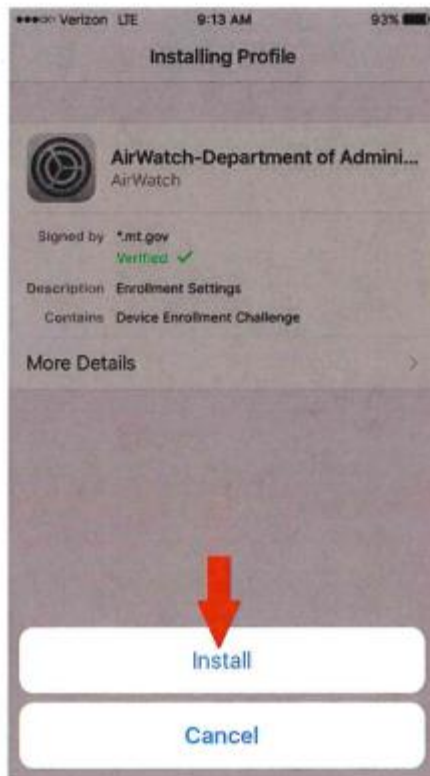 Verizon LTE 9:13 AM 93%
Installing Profile
AirWatch-Department of Admini...
AirWatch
Signed by *.mt.gov
Verified ✓
Description Enrollment Settings
Contains Device Enrollment Challenge
More Details >
Install
Cancel